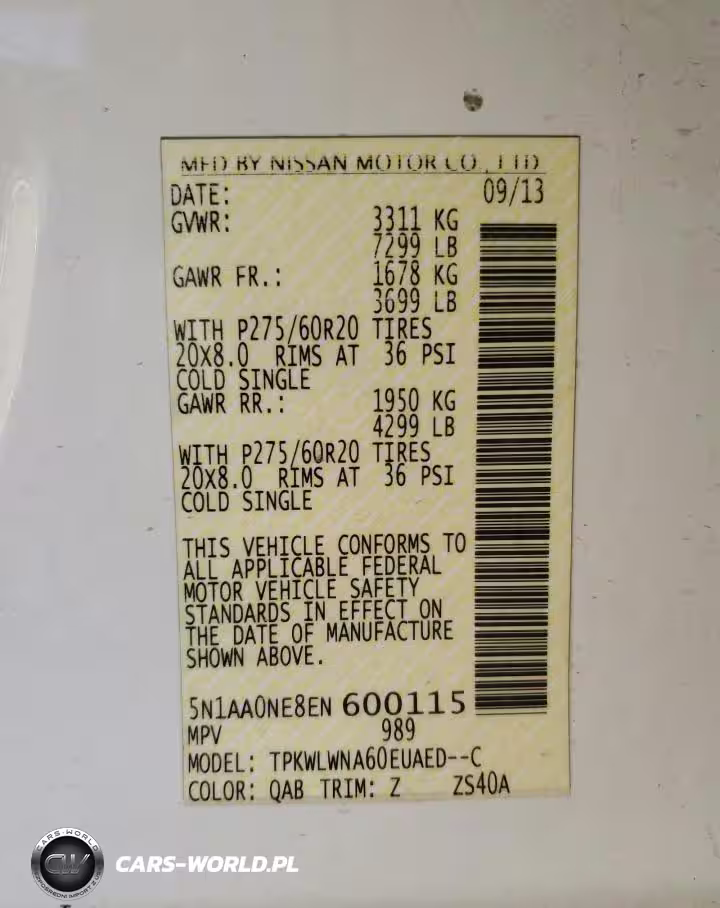 MFD BY NISSAN MOTOR CO., LTD.
DATE: 09/13
GVWR: 3311 KG
7299 LB
GAWR FR.: 1678 KG
3699 LB
WITH P275/60R20 TIRES
20X8.0 RIMS AT 36 PSI
COLD SINGLE
GAWR RR.: 1950 KG
4299 LB
WITH P275/60R20 TIRES
20X8.0 RIMS AT 36 PSI
COLD SINGLE
THIS VEHICLE CONFORMS TO
ALL APPLICABLE FEDERAL
MOTOR VEHICLE SAFETY
STANDARDS IN EFFECT ON
THE DATE OF MANUFACTURE
SHOWN ABOVE.
5N1AA0NE8EN 600115
MPV 989
MODEL: TPKWLWNA60EUAED--C
COLOR: QAB TRIM: Z ZS40A
CARS-WORLD
CW
CARS-WORLD.PL